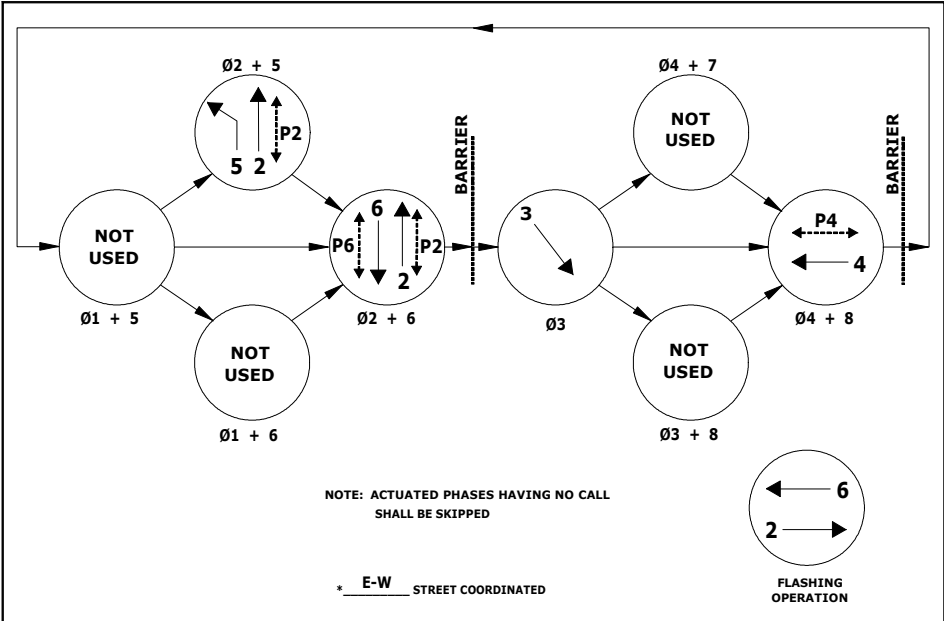 Ø2 + 5
5 2 P2
NOT
USED
Ø1 + 5
NOT
USED
Ø1 + 6
6
P6 P2
2
Ø2 + 6
BARRIER
3
Ø3
Ø4 + 7
NOT
USED
NOT
USED
Ø3 + 8
P4
4
Ø4 + 8
BARRIER
NOTE: ACTUATED PHASES HAVING NO CALL
SHALL BE SKIPPED
*E-W STREET COORDINATED
6
2
FLASHING
OPERATION